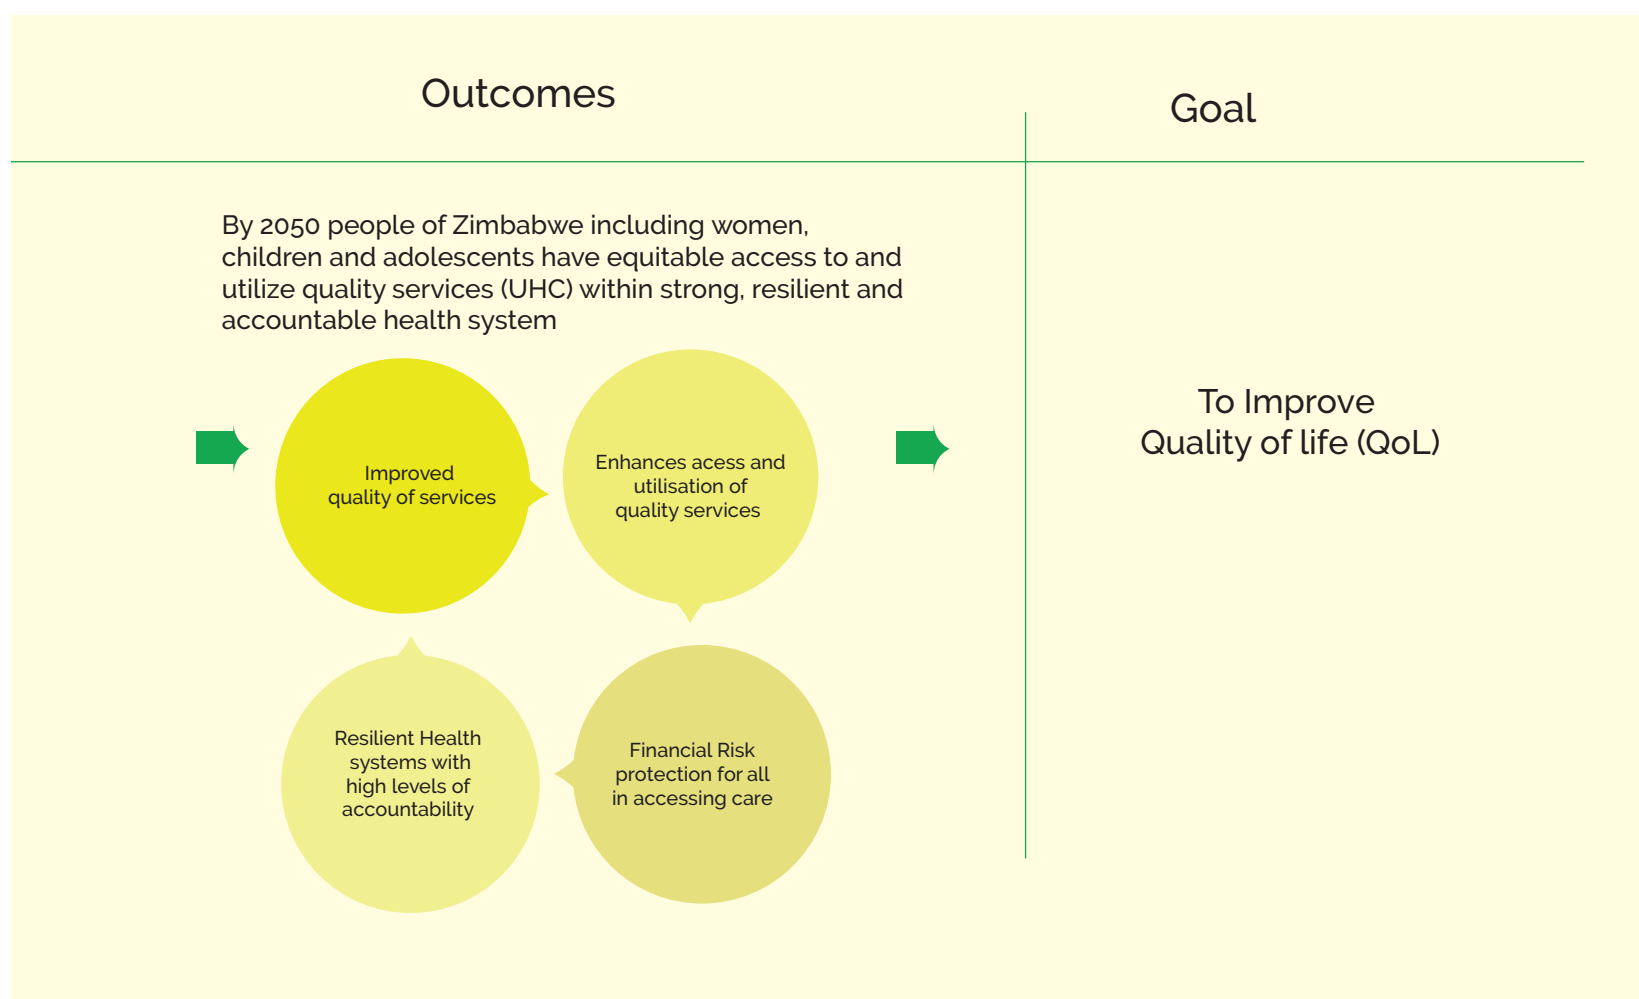 Outcomes
Goal
By 2050 people of Zimbabwe including women,
children and adolescents have equitable access to and
utilize quality services (UHC) within strong, resilient and
accountable health system
Improved
quality of services
Enhances acess and
utilisation of
quality services
Resilient Health
systems with
high levels of
accountability
Financial Risk
protection for all
in accessing care
To Improve
Quality of life (QoL)